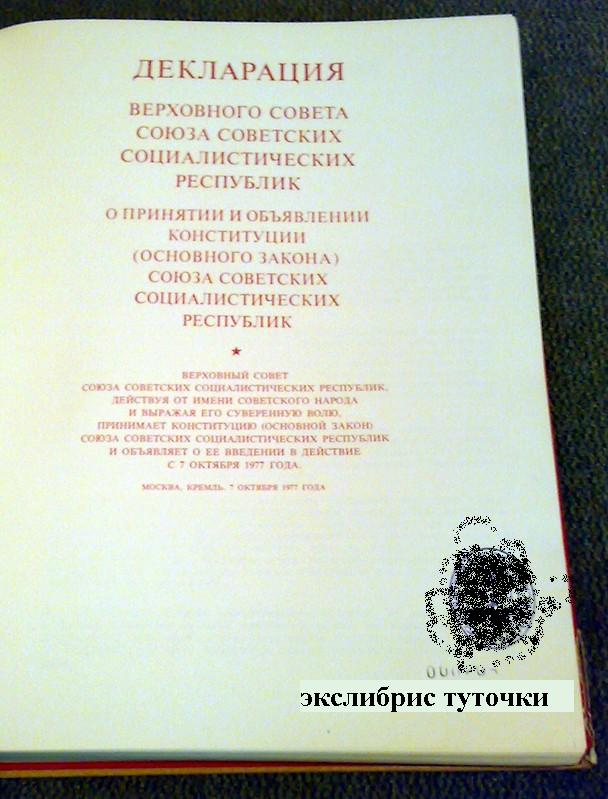 ДЕКЛАРАЦИЯ
ВЕРХОВНОГО СОВЕТА
СОЮЗА СОВЕТСКИХ
СОЦИАЛИСТИЧЕСКИХ
РЕСПУБЛИК
О ПРИНЯТИИ И ОБЪЯВЛЕНИИ
КОНСТИТУЦИИ
(ОСНОВНОГО ЗАКОНА)
СОЮЗА СОВЕТСКИХ
СОЦИАЛИСТИЧЕСКИХ
РЕСПУБЛИК
ВЕРХОВНЫЙ СОВЕТ
СОЮЗА СОВЕТСКИХ СОЦИАЛИСТИЧЕСКИХ РЕСПУБЛИК,
ДЕЙСТВУЯ ОТ ИМЕНИ СОВЕТСКОГО НАРОДА
И ВЫРАЖАЯ ЕГО СУВЕРЕННУЮ ВОЛЮ,
ПРИНИМАЕТ КОНСТИТУЦИЮ (ОСНОВНОЙ ЗАКОН)
СОЮЗА СОВЕТСКИХ СОЦИАЛИСТИЧЕСКИХ РЕСПУБЛИК
И ОБЪЯВЛЯЕТ О ЕЕ ВВЕДЕНИИ В ДЕЙСТВИЕ
С 7 ОКТЯБРЯ 1977 ГОДА.
МОСКВА, КРЕМЛЬ. 7 ОКТЯБРЯ 1977 ГОДА
экслибрис туточки